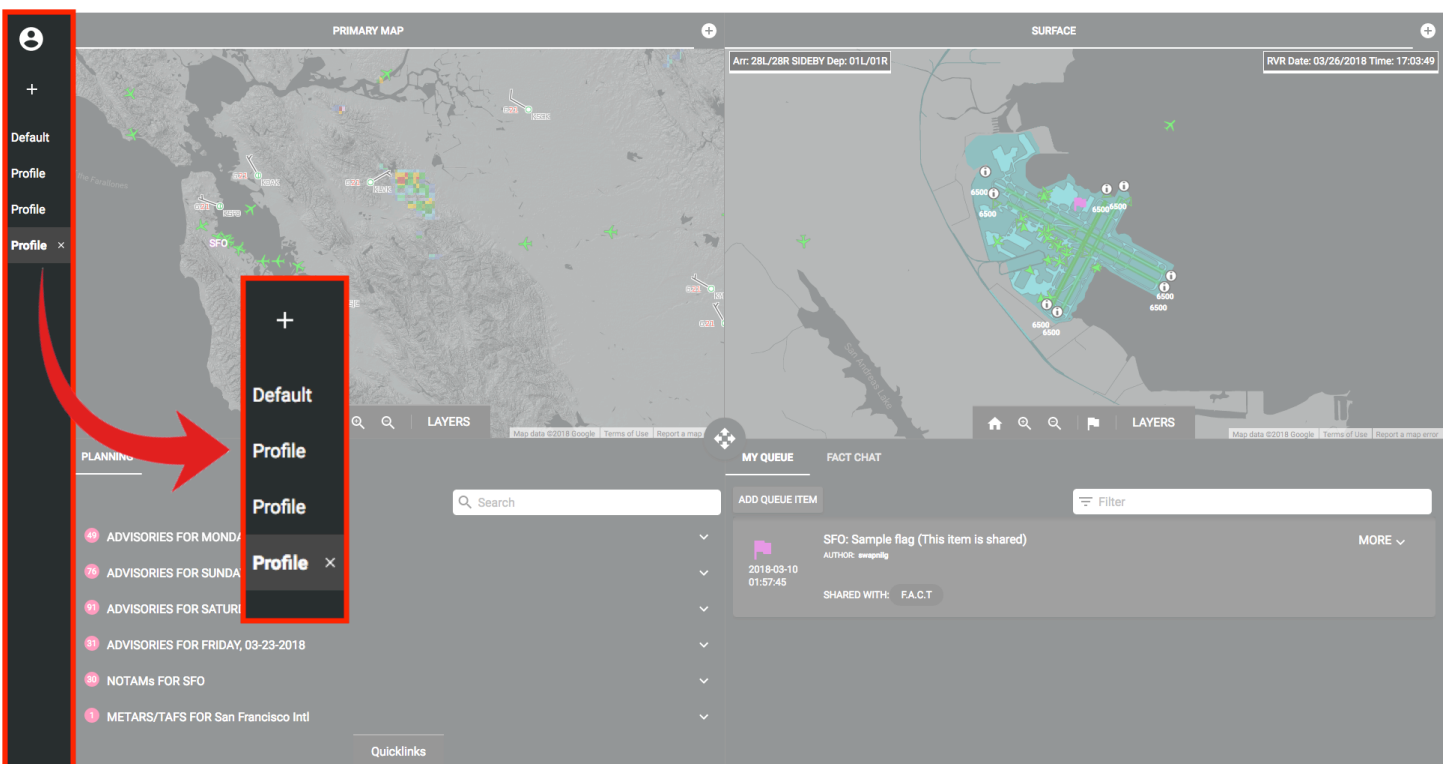 PRIMARY MAP
SURFACE
+
Default
Profile
Profile
Profile ×
Arr: 28L/28R SIDEBY Dep: 01L/01R
RVR Date: 03/26/2018 Time: 17:03:49
SFO
6500
6500
6500 6500
6500
6500
6500
6500
San Andreas Lake
+
Default
Profile
Profile
Profile ×
LAYERS
Map data ©2018 Google Terms of Use Report a map
LAYERS
Map data ©2018 Google Terms of Use Report a map error
PLANNING
Search
49 ADVISORIES FOR MONDA
76 ADVISORIES FOR SUNDA
91 ADVISORIES FOR SATUR
31 ADVISORIES FOR FRIDAY, 03-23-2018
30 NOTAMs FOR SFO
1 METARS/TAFS FOR San Francisco Intl
Quicklinks
MY QUEUE FACT CHAT
ADD QUEUE ITEM
Filter
SFO: Sample flag (This item is shared)
MORE
AUTHOR: swapnilg
2018-03-10
01:57:45
SHARED WITH: F.A.C.T